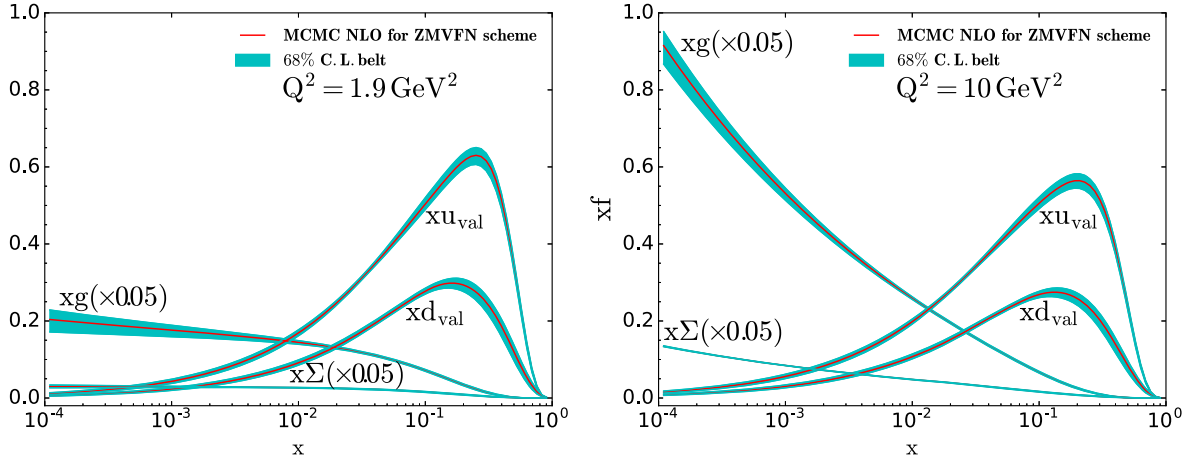 MCMC NLO for ZMVFN scheme
68% C. L. belt
Q² = 1.9 GeV²
1.0
0.8
0.6
0.4
0.2
0.0
xu_val
xg(×0.05)
xd_val
xΣ(×0.05)
10⁻⁴ 10⁻³ 10⁻² 10⁻¹ 10⁰
x
MCMC NLO for ZMVFN scheme
68% C. L. belt
Q² = 10 GeV²
xf
1.0
0.8
0.6
0.4
0.2
0.0
xg(×0.05)
xu_val
xd_val
xΣ(×0.05)
10⁻⁴ 10⁻³ 10⁻² 10⁻¹ 10⁰
x